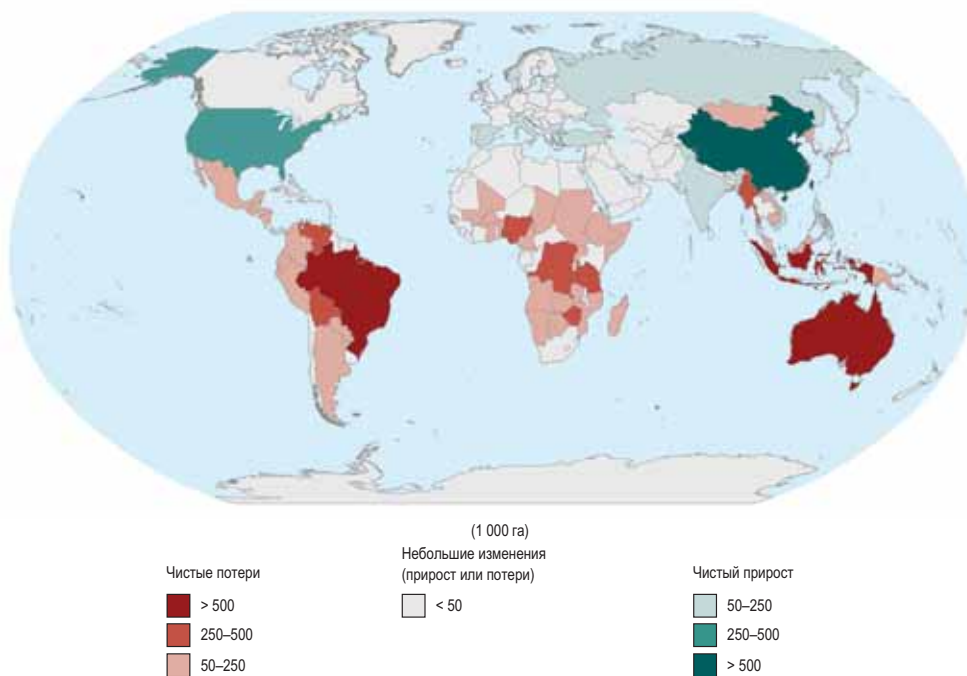 (1 000 га)
Чистые потери
> 500
250–500
50–250
Небольшие изменения
(прирост или потери)
< 50
Чистый прирост
50–250
250–500
> 500